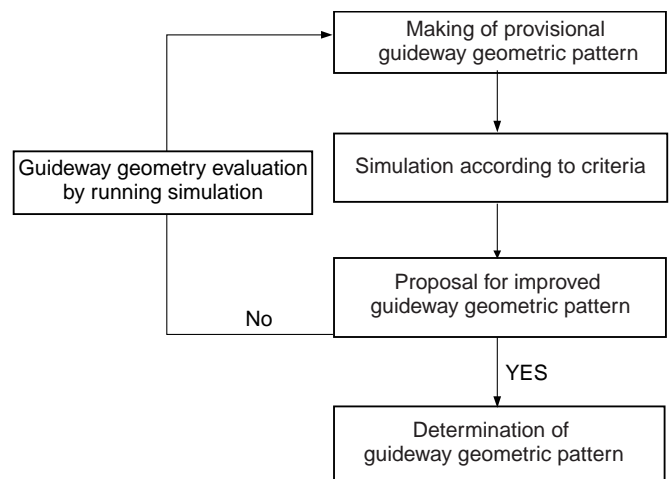 Making of provisional
guideway geometric pattern
Guideway geometry evaluation
by running simulation
Simulation according to criteria
Proposal for improved
guideway geometric pattern
No
YES
Determination of
guideway geometric pattern